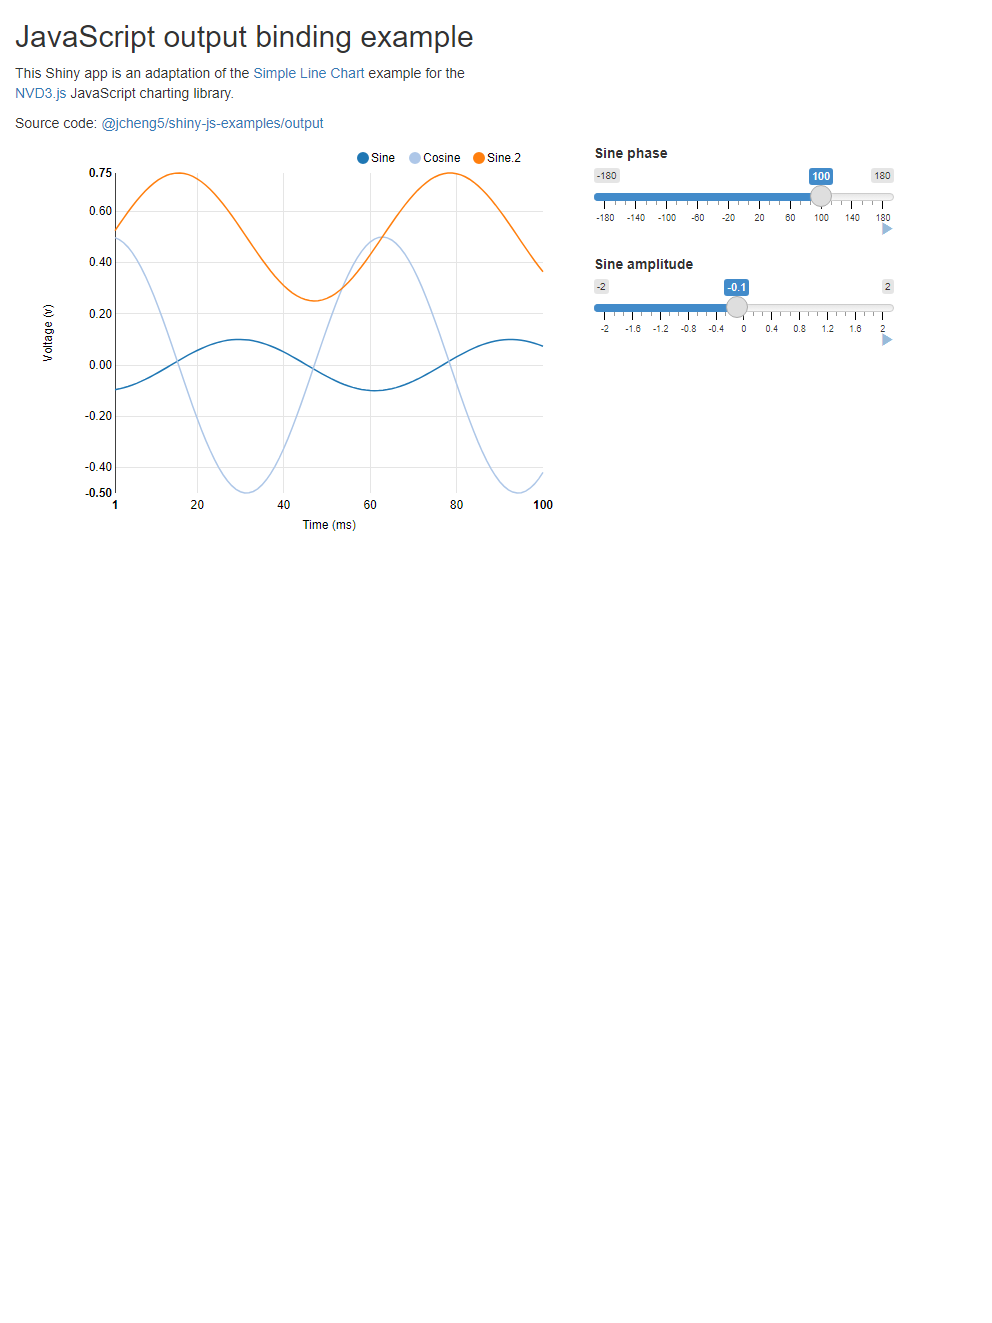 JavaScript output binding example
This Shiny app is an adaptation of the Simple Line Chart example for the
NVD3.js JavaScript charting library.
Source code: @jcheng5/shiny-js-examples/output
Sine Cosine Sine.2
0.75
0.60
0.40
0.20
0.00
-0.20
-0.40
-0.50
Voltage (v)
1 20 40 60 80 100
Time (ms)
Sine phase
-180 100 180
-180 -140 -100 -60 -20 20 60 100 140 180
Sine amplitude
-2 -0.1 2
-2 -1.6 -1.2 -0.8 -0.4 0 0.4 0.8 1.2 1.6 2